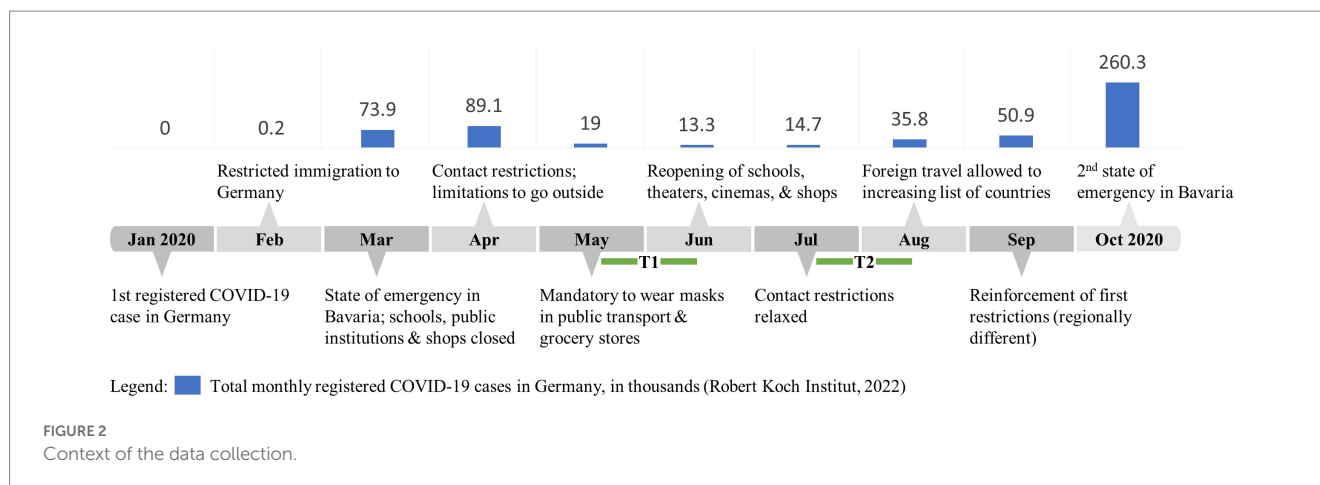 0
0.2
73.9
89.1
19
13.3
14.7
35.8
50.9
260.3
Restricted immigration to
Germany
Contact restrictions;
limitations to go outside
Reopening of schools,
theaters, cinemas, & shops
Foreign travel allowed to
increasing list of countries
2nd state of
emergency in Bavaria
Jan 2020
Feb
Mar
Apr
May
Jun
Jul
Aug
Sep
Oct 2020
T1
T2
1st registered COVID-19
case in Germany
State of emergency in
Bavaria; schools, public
institutions & shops closed
Mandatory to wear masks
in public transport &
grocery stores
Contact restrictions
relaxed
Reinforcement of first
restrictions (regionally
different)
Legend: Total monthly registered COVID-19 cases in Germany, in thousands (Robert Koch Institut, 2022)
FIGURE 2
Context of the data collection.